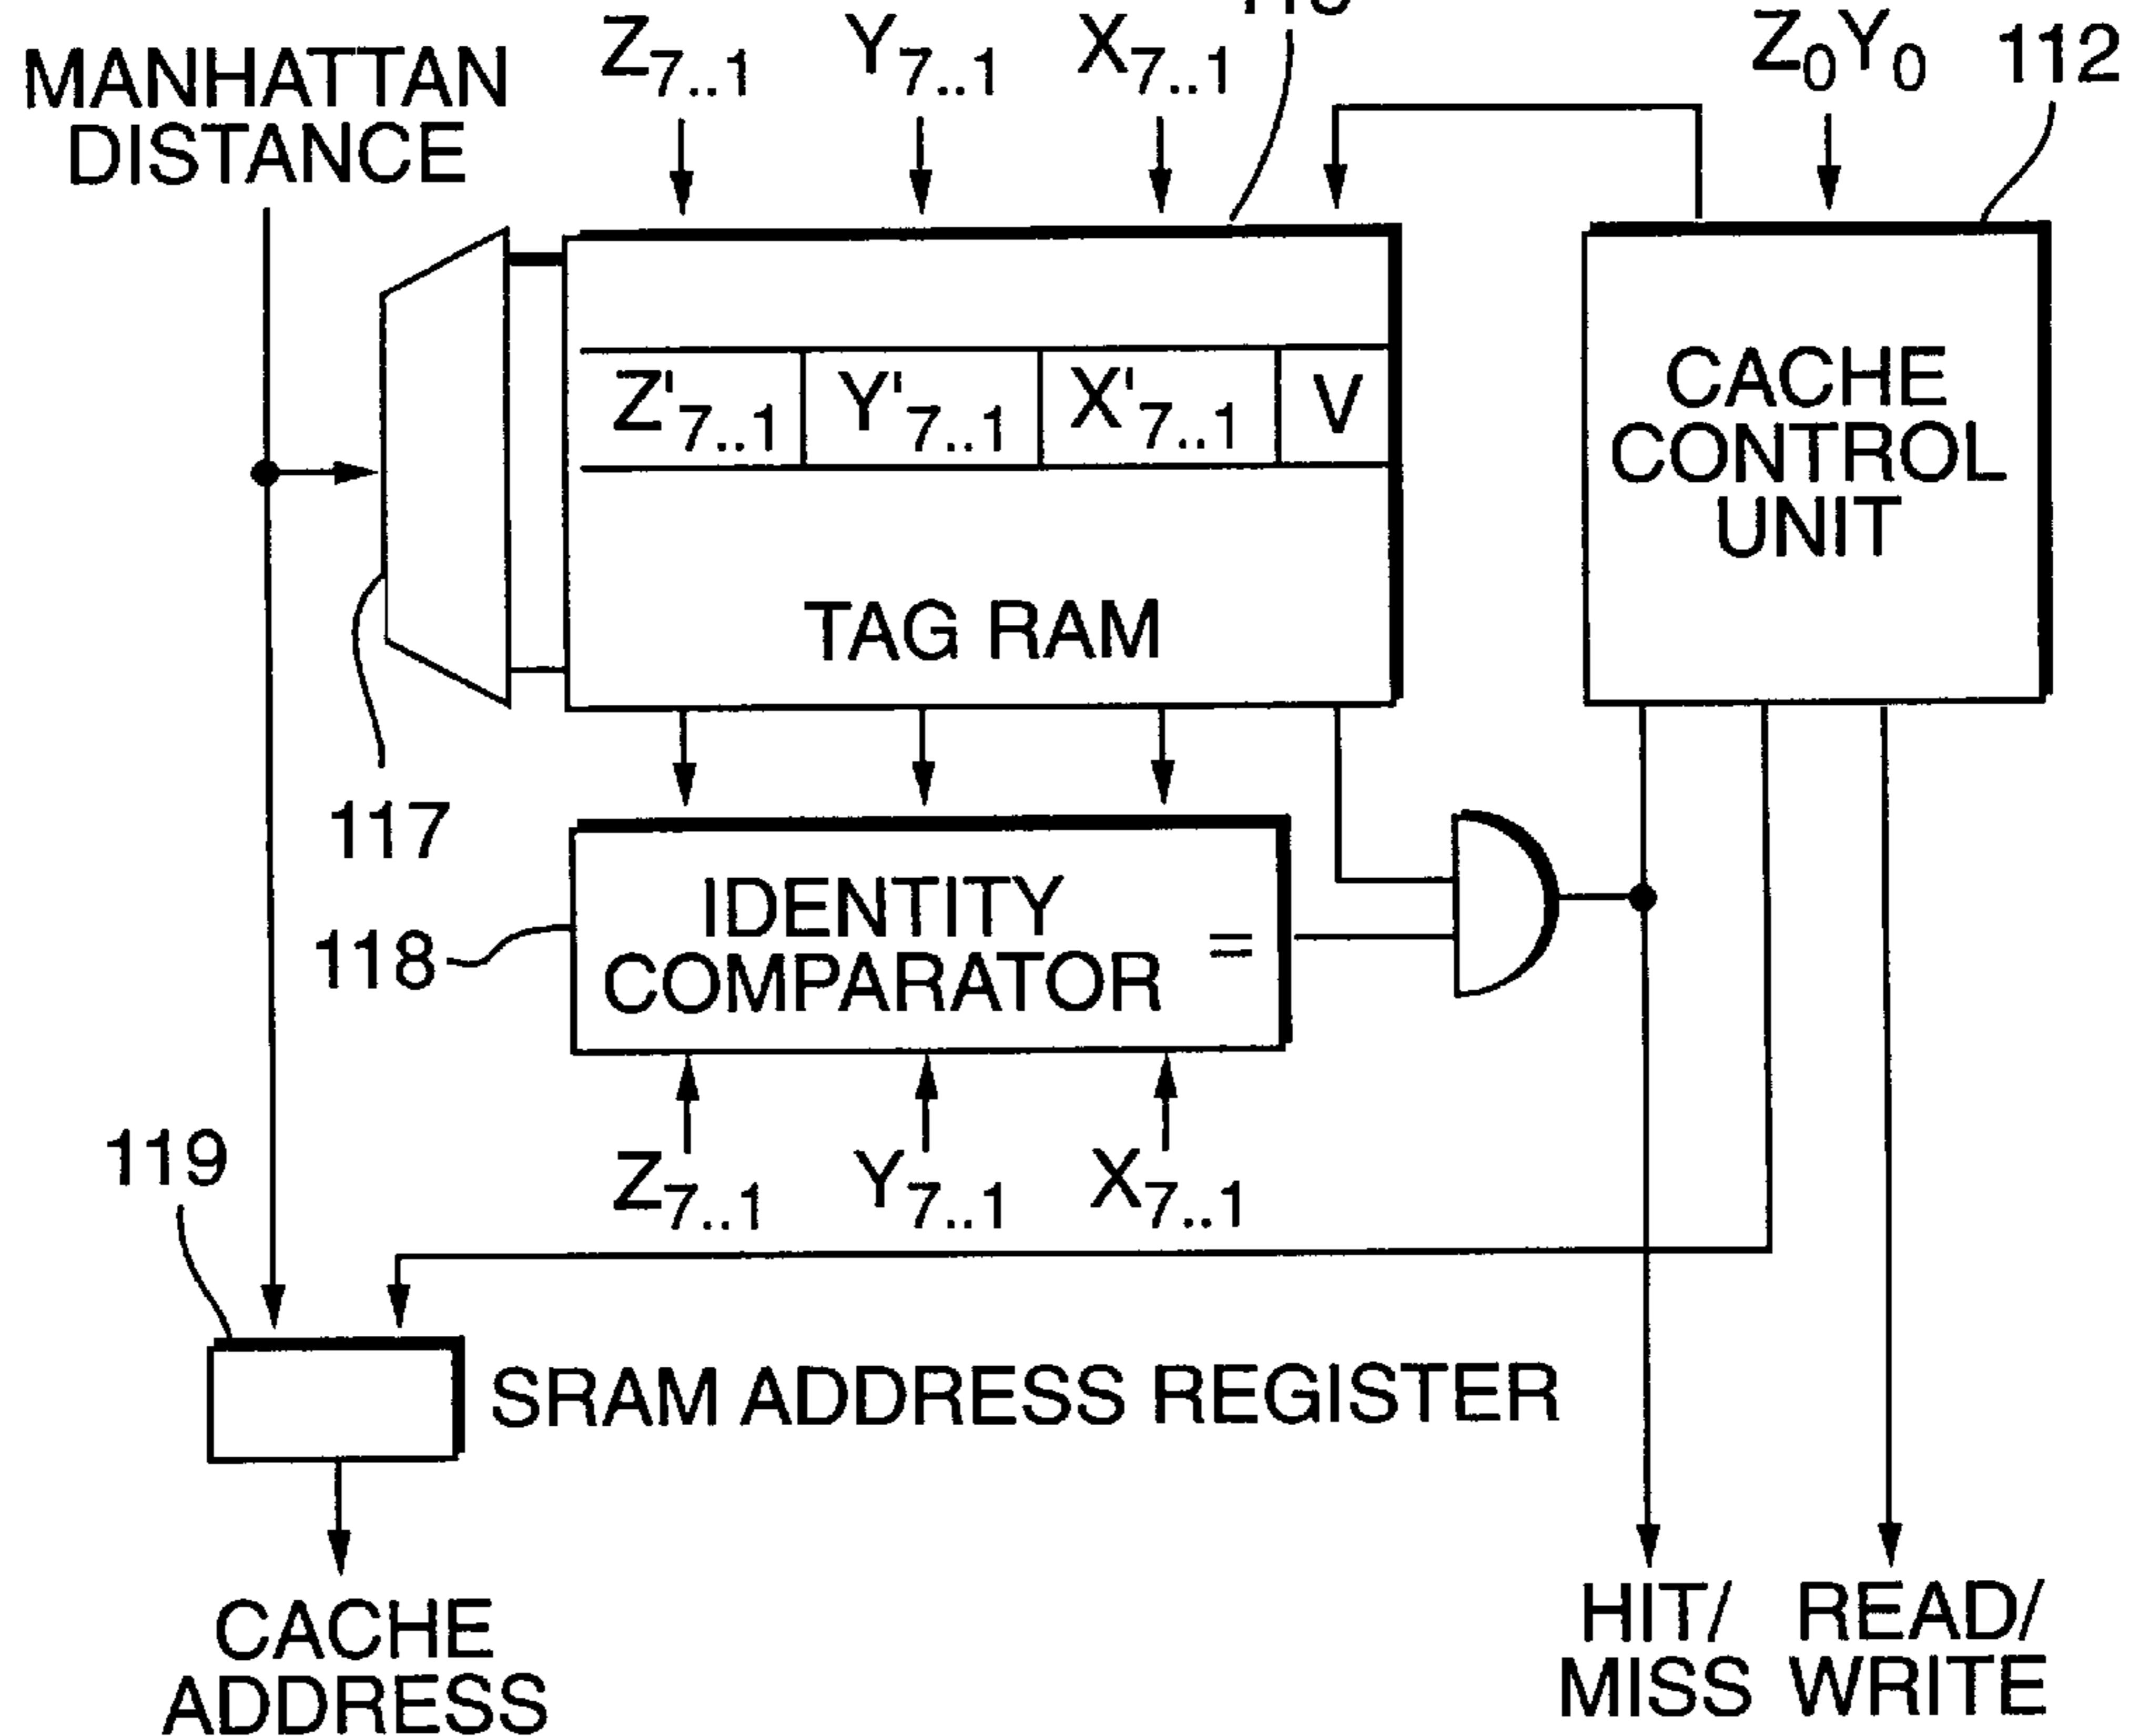 MANHATTAN
DISTANCE
Z7..1 Y7..1 X7..1
Z0Y0 112
Z'7..1 Y'7..1 X'7..1 V
TAG RAM
CACHE
CONTROL
UNIT
117
IDENTITY
COMPARATOR =
118
Z7..1 Y7..1 X7..1
119
SRAM ADDRESS REGISTER
CACHE
ADDRESS
HIT/
MISS
READ/
WRITE